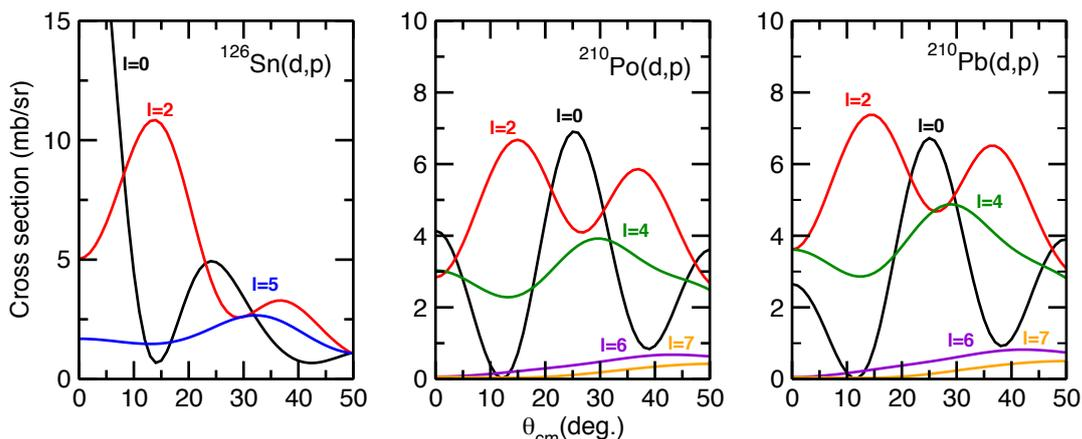 Cross section (mb/sr)
15
10
5
0
0 10 20 30 40 50
¹²⁶Sn(d,p)
l=0
l=2
l=5
10
8
6
4
2
0
0 10 20 30 40 50
²¹⁰Po(d,p)
l=2
l=0
l=4
l=6
l=7
10
8
6
4
2
0
0 10 20 30 40 50
²¹⁰Pb(d,p)
l=2
l=0
l=4
l=6
l=7
θcm(deg.)